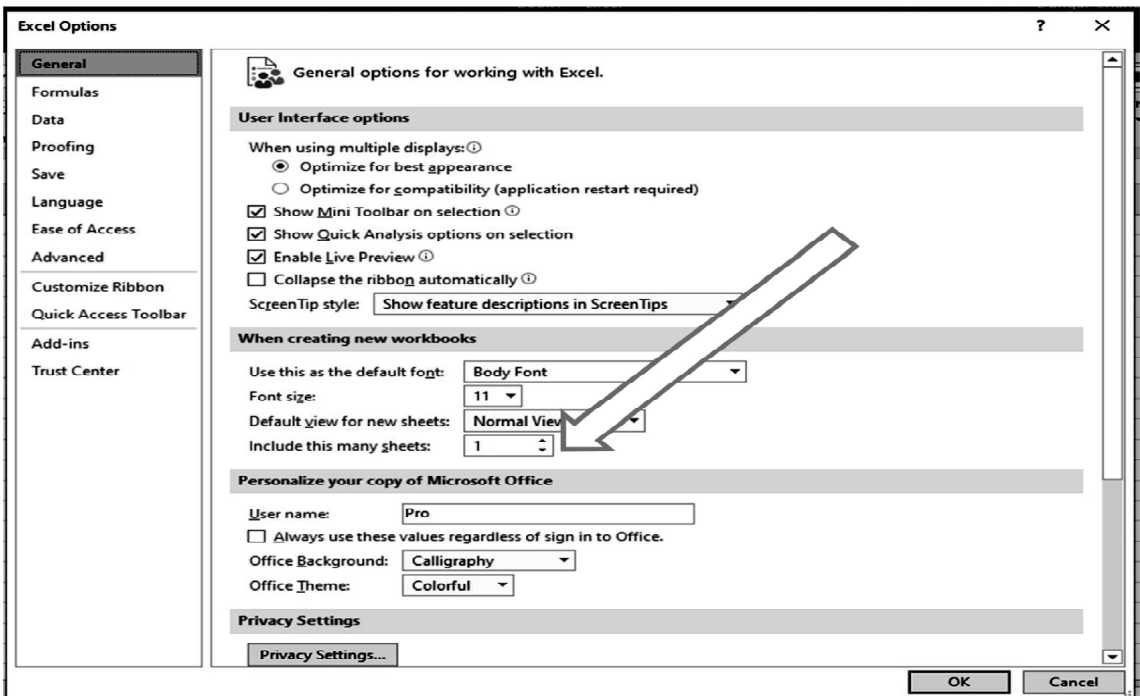 Excel Options
?
General
Formulas
Data
Proofing
Save
Language
Ease of Access
Advanced
Customize Ribbon
Quick Access Toolbar
Add-ins
Trust Center
General options for working with Excel.
User Interface options
When using multiple displays:
Optimize for best appearance
Optimize for compatibility (application restart required)
Show Mini Toolbar on selection
Show Quick Analysis options on selection
Enable Live Preview
Collapse the ribbon automatically
ScreenTip style: Show feature descriptions in ScreenTips
When creating new workbooks
Use this as the default font: Body Font
Font size: 11
Default view for new sheets: Normal View
Include this many sheets: 1
Personalize your copy of Microsoft Office
User name: Pro
Always use these values regardless of sign in to Office.
Office Background: Calligraphy
Office Theme: Colorful
Privacy Settings
Privacy Settings...
OK Cancel